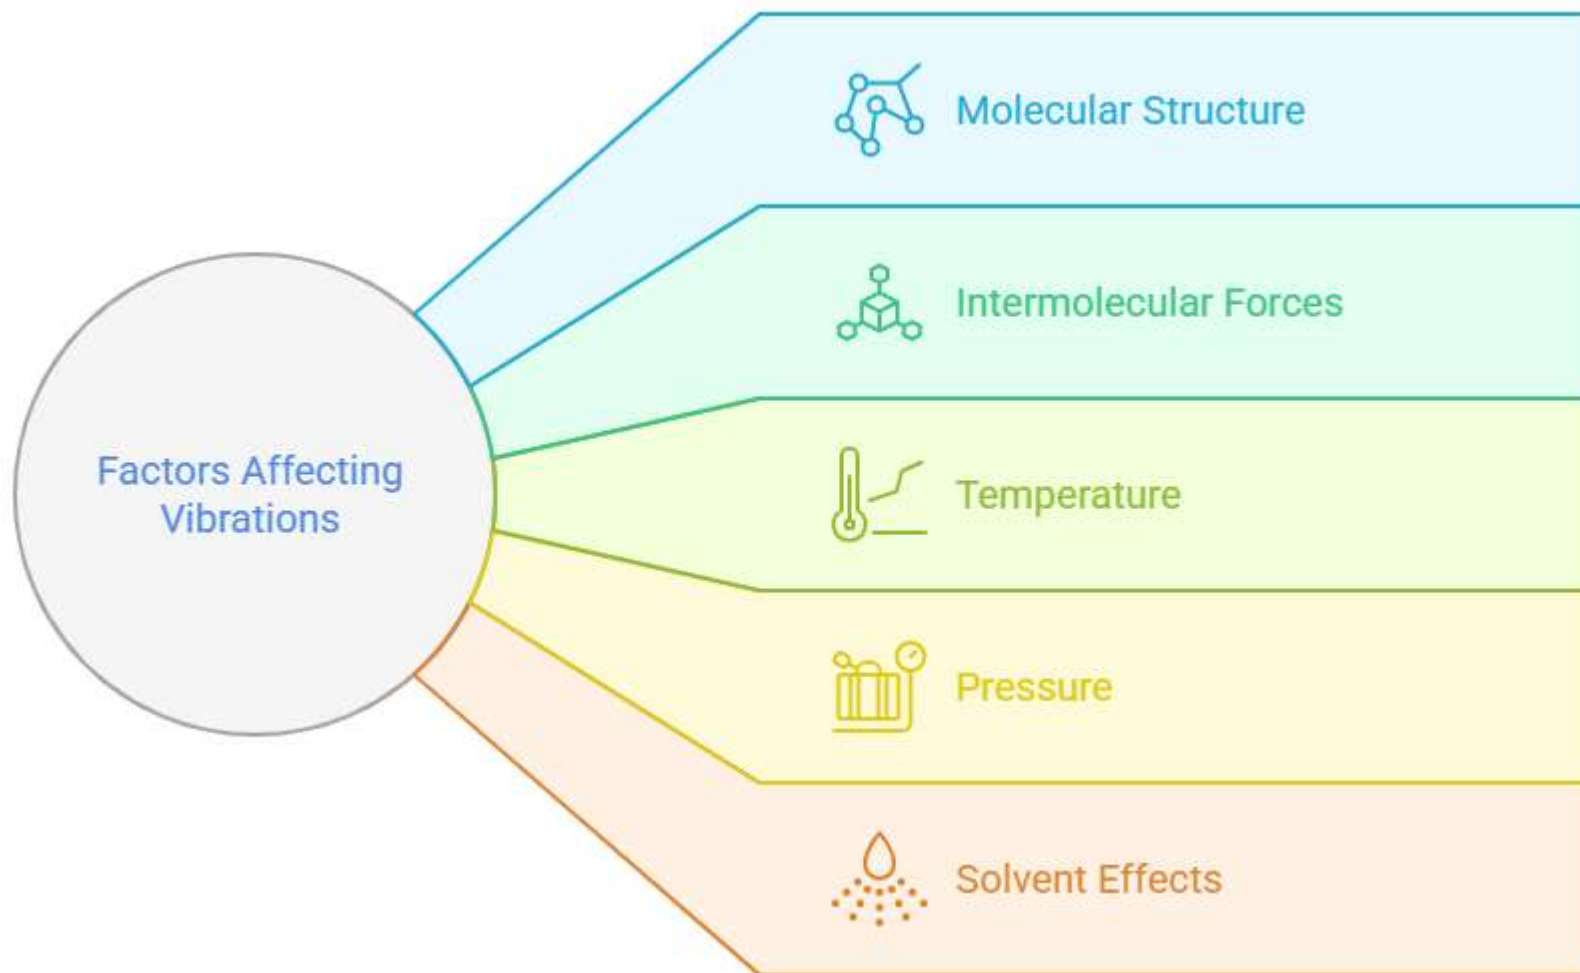 Factors Affecting
Vibrations
Molecular Structure
Intermolecular Forces
Temperature
Pressure
Solvent Effects